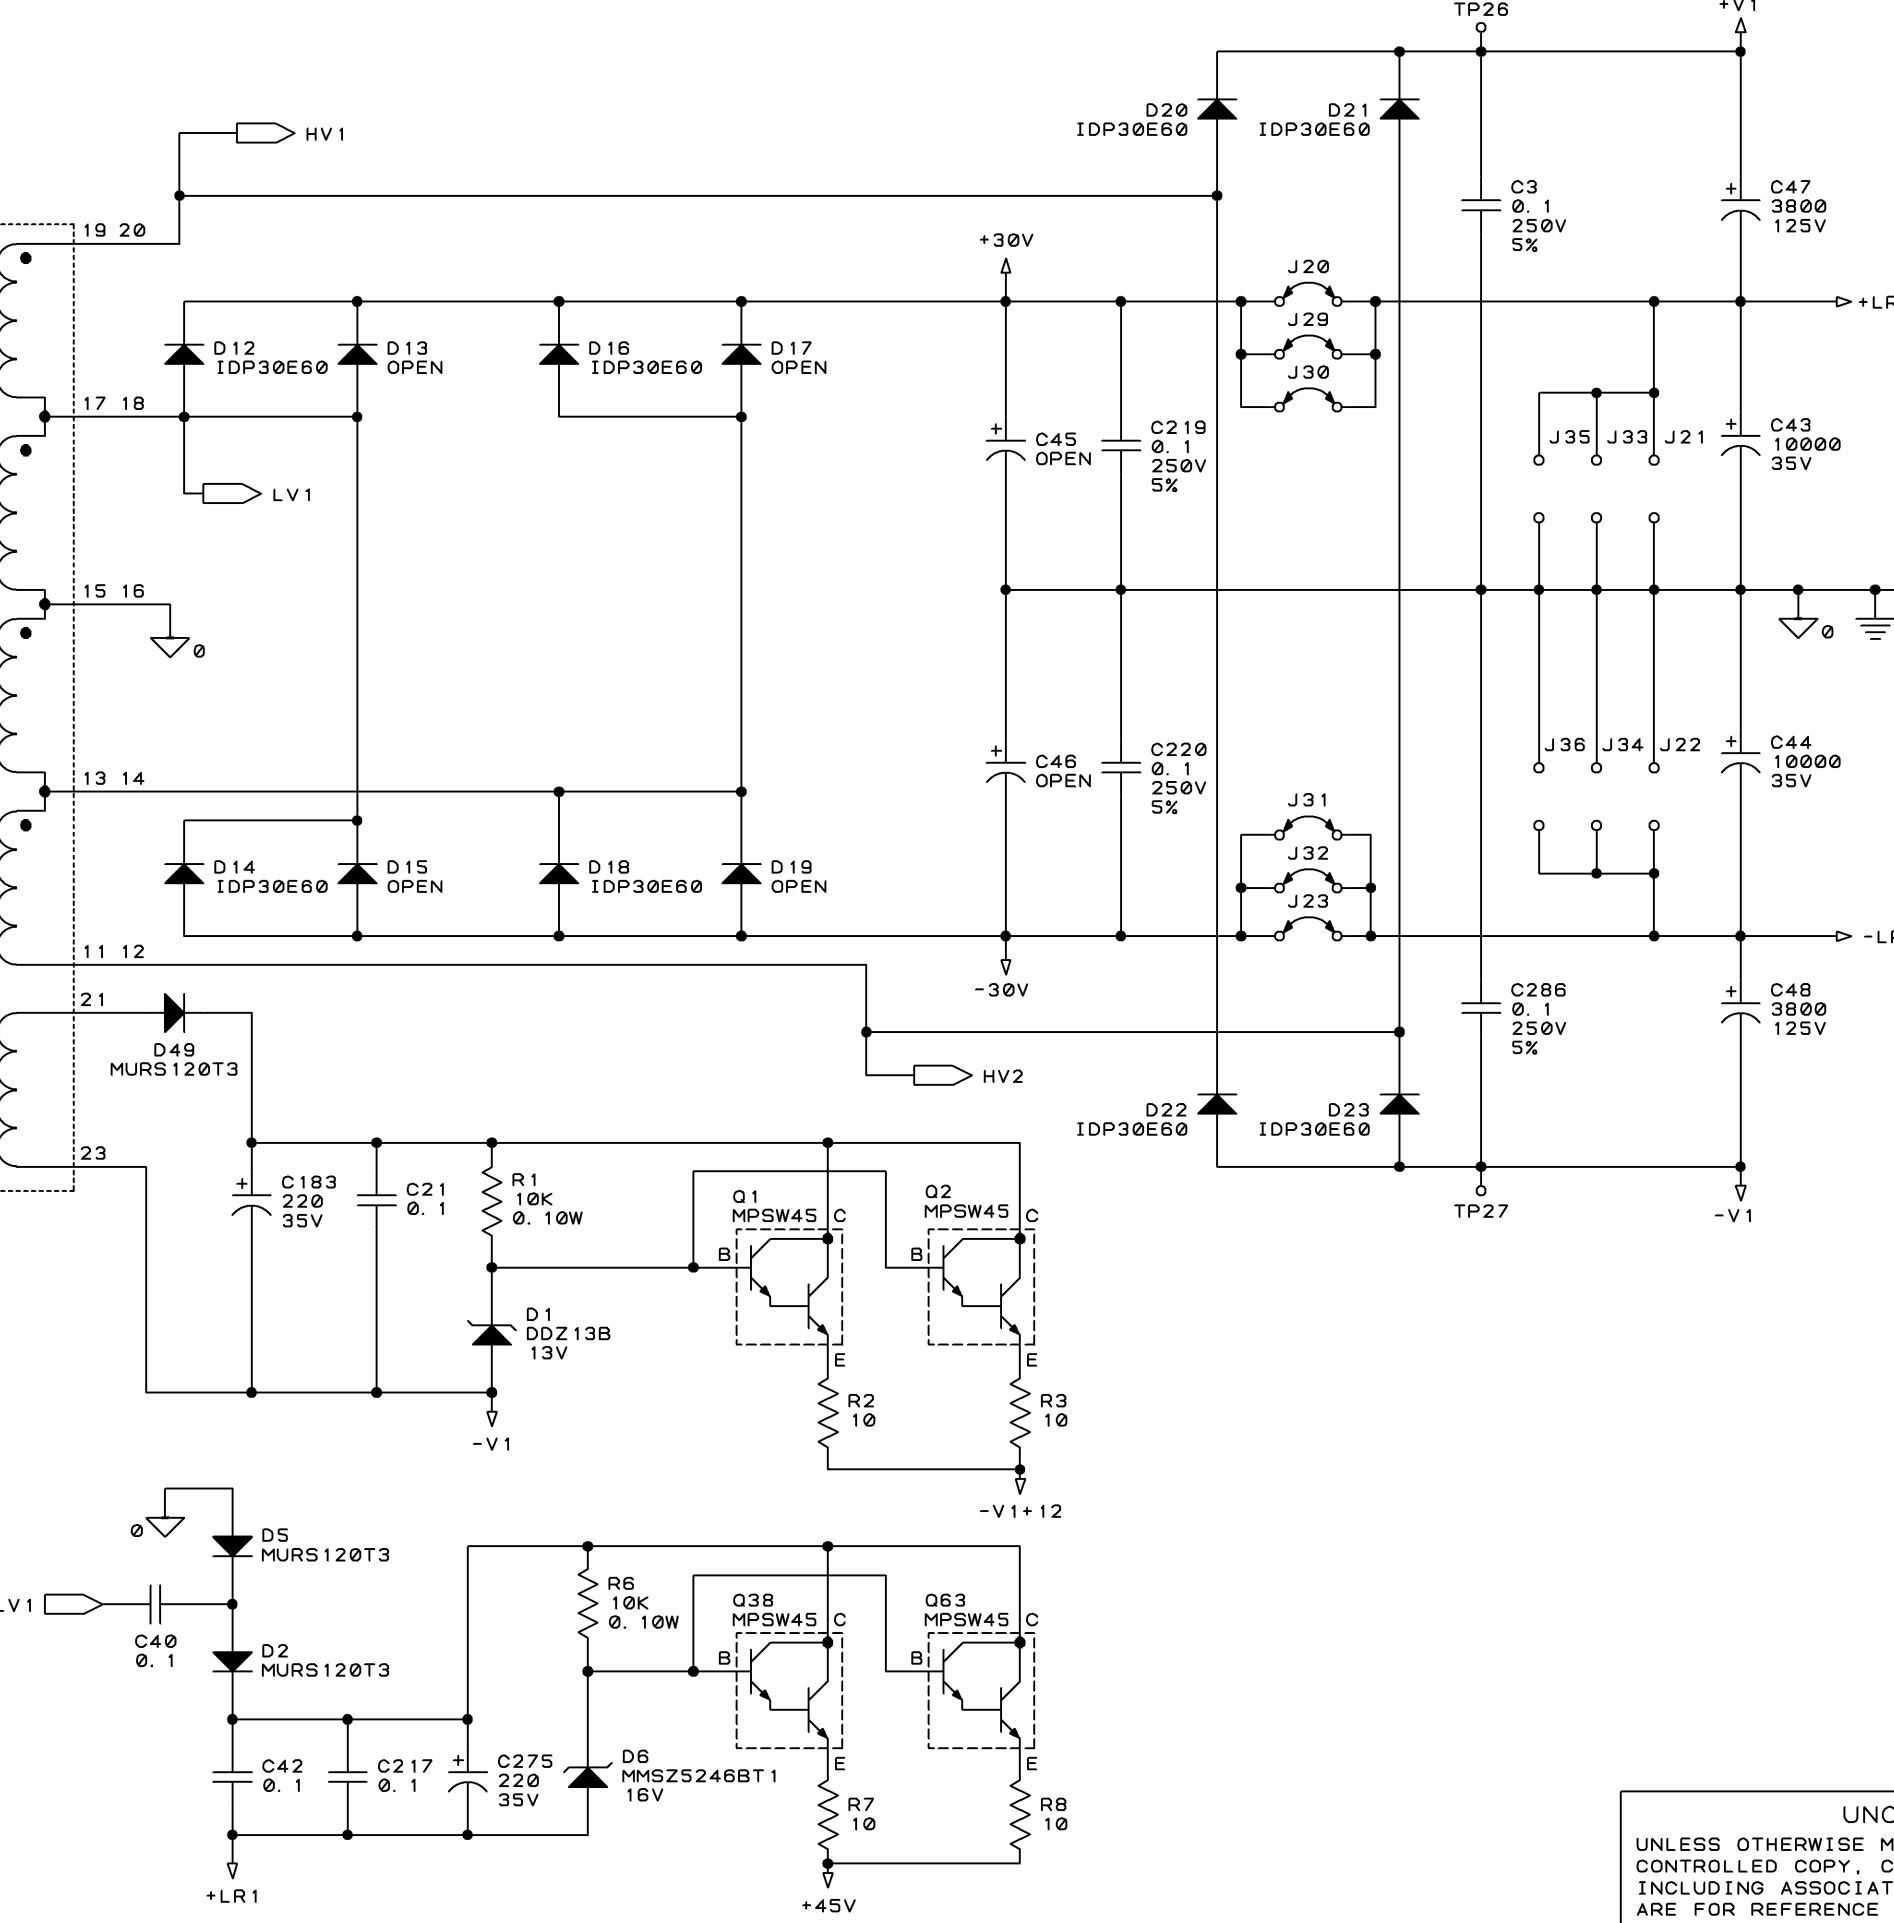 TP26
+V1
D20
IDP30E60
D21
IDP30E60
HV1
C3
0.1
250V
5%
+
C47
3800
125V
19 20
+30V
J20
+LR
J29
J30
D12
IDP30E60
D13
OPEN
D16
IDP30E60
D17
OPEN
17 18
LV1
+
C45
OPEN
C219
0.1
250V
5%
J35
J33
J21
+
C43
10000
35V
15 16
0
0
13 14
+
C46
OPEN
C220
0.1
250V
5%
J36
J34
J22
+
C44
10000
35V
J31
J32
J23
D14
IDP30E60
D15
OPEN
D18
IDP30E60
D19
OPEN
-LR
11 12
-30V
C286
0.1
250V
5%
+
C48
3800
125V
21
D49
MURS120T3
HV2
D22
IDP30E60
D23
IDP30E60
23
+
C183
220
35V
C21
0.1
R1
10K
0.10W
Q1
MPSW45
C
B
E
Q2
MPSW45
C
B
E
TP27
-V1
D1
DDZ13B
13V
R2
10
R3
10
-V1
-V1+12
0
D5
MURS120T3
LV1
C40
0.1
D2
MURS120T3
R6
10K
0.10W
Q38
MPSW45
C
B
E
Q63
MPSW45
C
B
E
C42
0.1
C217
0.1
+
C275
220
35V
D6
MMSZ5246BT1
16V
R7
10
R8
10
+LR1
+45V
UNC
UNLESS OTHERWISE M
CONTROLLED COPY, C
INCLUDING ASSOCIAT
ARE FOR REFERENCE